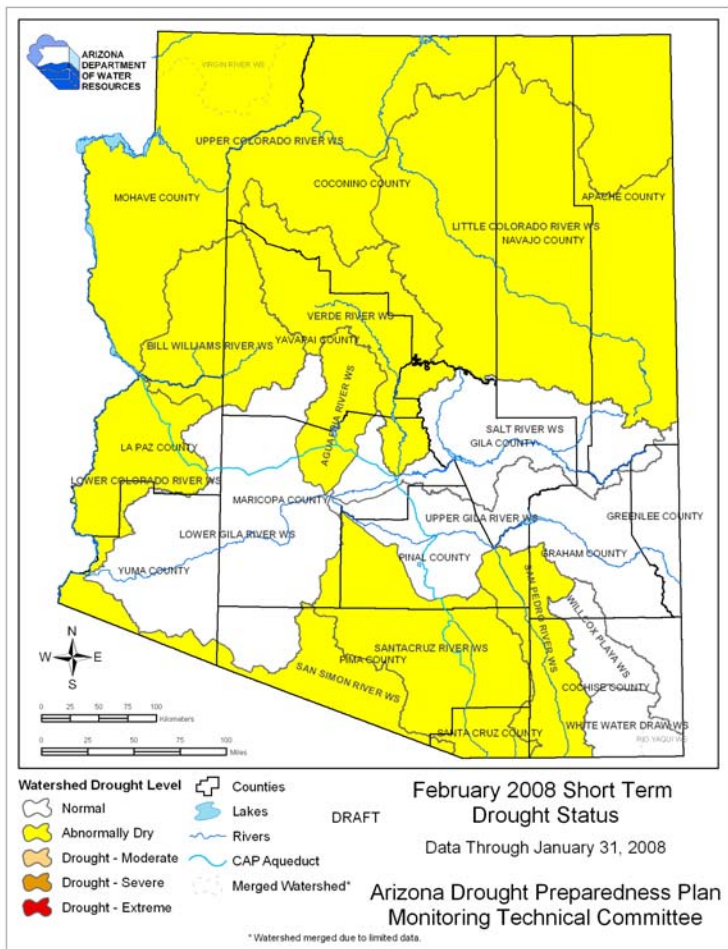 ARIZONA
DEPARTMENT
OF WATER
RESOURCES
VIRGIN RIVER WS
UPPER COLORADO RIVER WS
COCONINO COUNTY
MOHAVE COUNTY
APACHE COUNTY
LITTLE COLORADO RIVER WS
NAVAJO COUNTY
VERDE RIVER WS
YAVAPAI COUNTY
BILL WILLIAMS RIVER WS
AGUA FRIA RIVER WS
SALT RIVER WS
GILA COUNTY
LA PAZ COUNTY
LOWER COLORADO RIVER WS
MARICOPA COUNTY
GREENLEE COUNTY
UPPER GILA RIVER WS
LOWER GILA RIVER WS
PINAL COUNTY
GRAHAM COUNTY
YUMA COUNTY
SAN PEDRO RIVER WS
WILLCOX PLAYA WS
SANTACRUZ RIVER WS
PIMA COUNTY
SAN SIMON RIVER WS
COCHISE COUNTY
WHITE WATER DRAW WS
SANTA CRUZ COUNTY
RIO YAQUI WS
N
W E
S
0 25 50 75 100
Kilometers
0 25 50 75 100
Miles
Watershed Drought Level
Normal
Abnormally Dry
Drought - Moderate
Drought - Severe
Drought - Extreme
Counties
Lakes
Rivers
CAP Aqueduct
Merged Watershed*
DRAFT
February 2008 Short Term
Drought Status
Data Through January 31, 2008
Arizona Drought Preparedness Plan
Monitoring Technical Committee
* Watershed merged due to limited data.